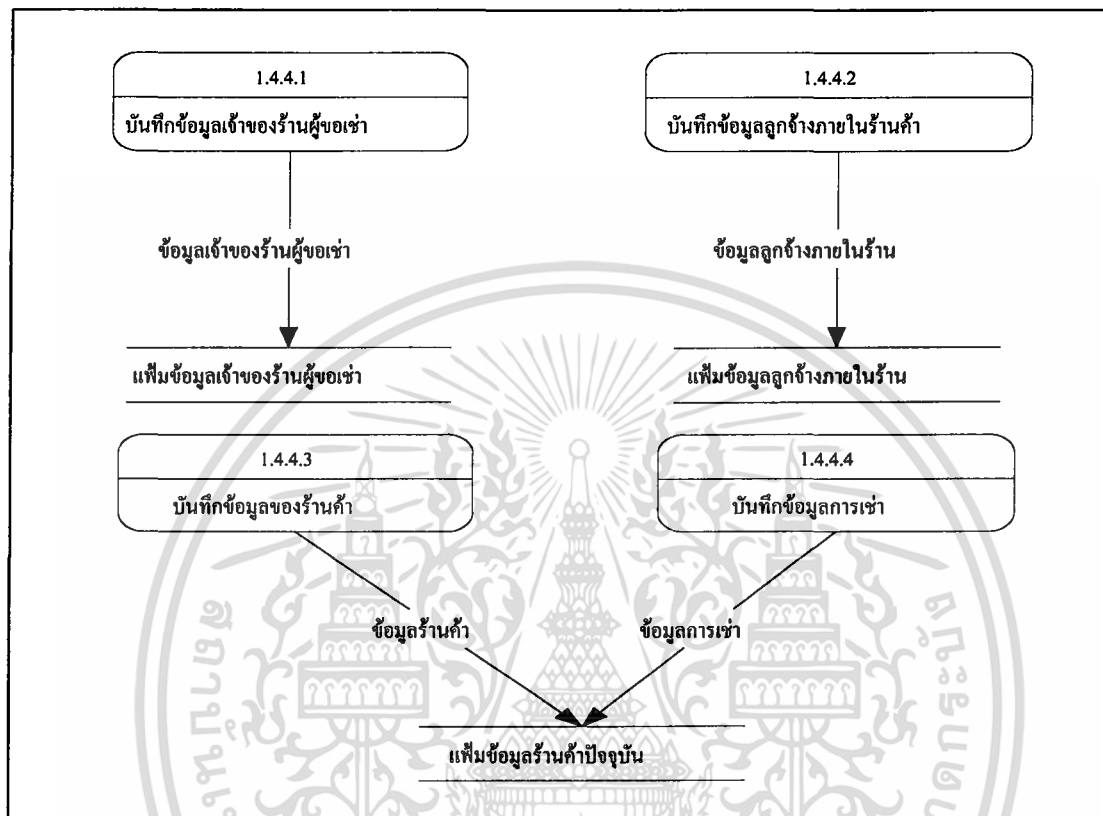 1.4.4.1
บันทึกข้อมูลเจ้าของร้านผู้ขอเช่า
1.4.4.2
บันทึกข้อมูลลูกจ้างภายในร้านค้า
ข้อมูลเจ้าของร้านผู้ขอเช่า
ข้อมูลลูกจ้างภายในร้าน
แฟ้มข้อมูลเจ้าของร้านผู้ขอเช่า
แฟ้มข้อมูลลูกจ้างภายในร้าน
1.4.4.3
บันทึกข้อมูลของร้านค้า
1.4.4.4
บันทึกข้อมูลการเช่า
ข้อมูลร้านค้า
ข้อมูลการเช่า
แฟ้มข้อมูลร้านค้าปัจจุบัน